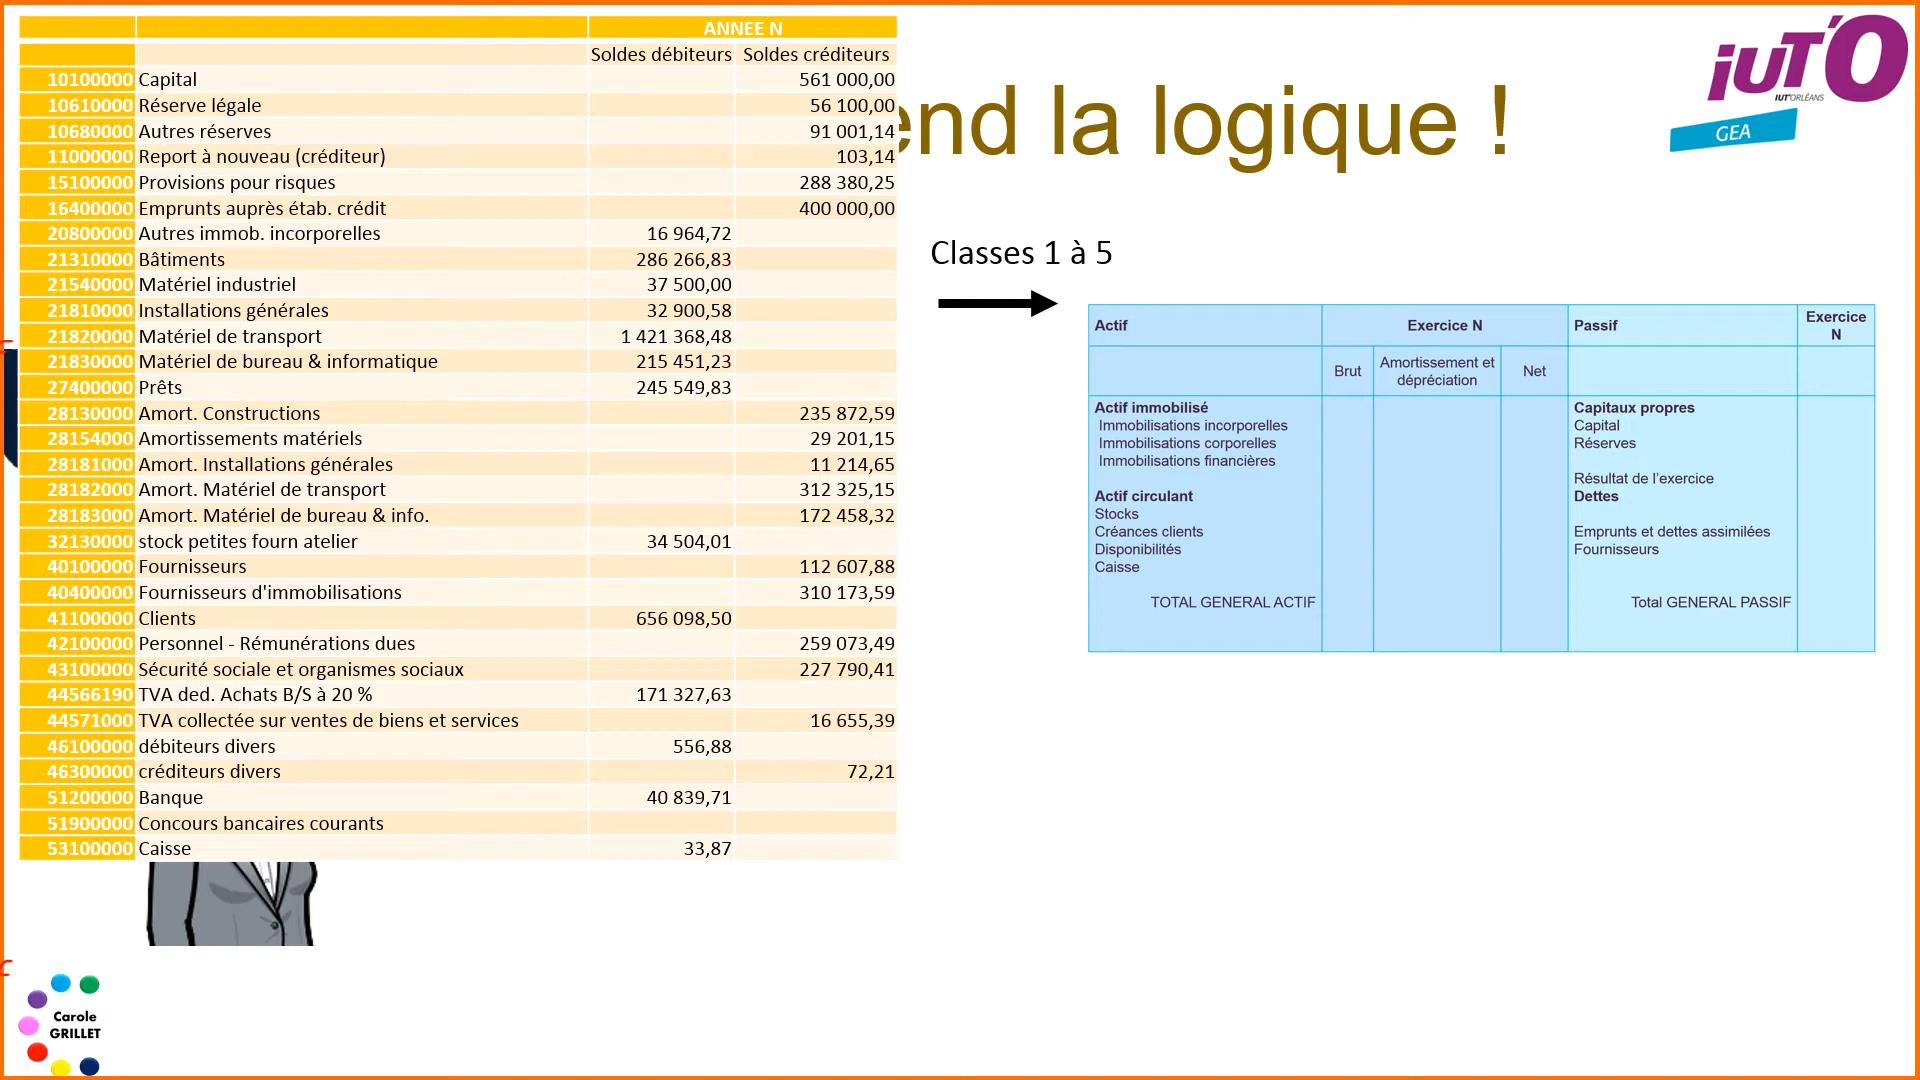 ANNEE N
Soldes débiteurs Soldes créditeurs
10100000 Capital 561 000,00
10610000 Réserve légale 56 100,00
10680000 Autres réserves 91 001,14
11000000 Report à nouveau (créditeur) 103,14
15100000 Provisions pour risques 288 380,25
16400000 Emprunts auprès étab. crédit 400 000,00
20800000 Autres immob. incorporelles 16 964,72
21310000 Bâtiments 286 266,83
21540000 Matériel industriel 37 500,00
21810000 Installations générales 32 900,58
21820000 Matériel de transport 1 421 368,48
21830000 Matériel de bureau & informatique 215 451,23
27400000 Prêts 245 549,83
28130000 Amort. Constructions 235 872,59
28154000 Amortissements matériels 29 201,15
28181000 Amort. Installations générales 11 214,65
28182000 Amort. Matériel de transport 312 325,15
28183000 Amort. Matériel de bureau & info. 172 458,32
32130000 stock petites fourn atelier 34 504,01
40100000 Fournisseurs 112 607,88
40400000 Fournisseurs d'immobilisations 310 173,59
41100000 Clients 656 098,50
42100000 Personnel - Rémunérations dues 259 073,49
43100000 Sécurité sociale et organismes sociaux 227 790,41
44566190 TVA ded. Achats B/S à 20 % 171 327,63
44571000 TVA collectée sur ventes de biens et services 16 655,39
46100000 débiteurs divers 556,88
46300000 créditeurs divers 72,21
51200000 Banque 40 839,71
51900000 Concours bancaires courants
53100000 Caisse 33,87
end la logique !
iUT'O
IUT'ORLÉANS
GEA
Classes 1 à 5
Actif Exercice N Passif Exercice
N
Brut Amortissement et
dépréciation Net
Actif immobilisé Capitaux propres
Immobilisations incorporelles Capital
Immobilisations corporelles Réserves
Immobilisations financières
Résultat de l'exercice
Actif circulant Dettes
Stocks
Créances clients Emprunts et dettes assimilées
Disponibilités Fournisseurs
Caisse
TOTAL GENERAL ACTIF Total GENERAL PASSIF
Carole
GRILLET